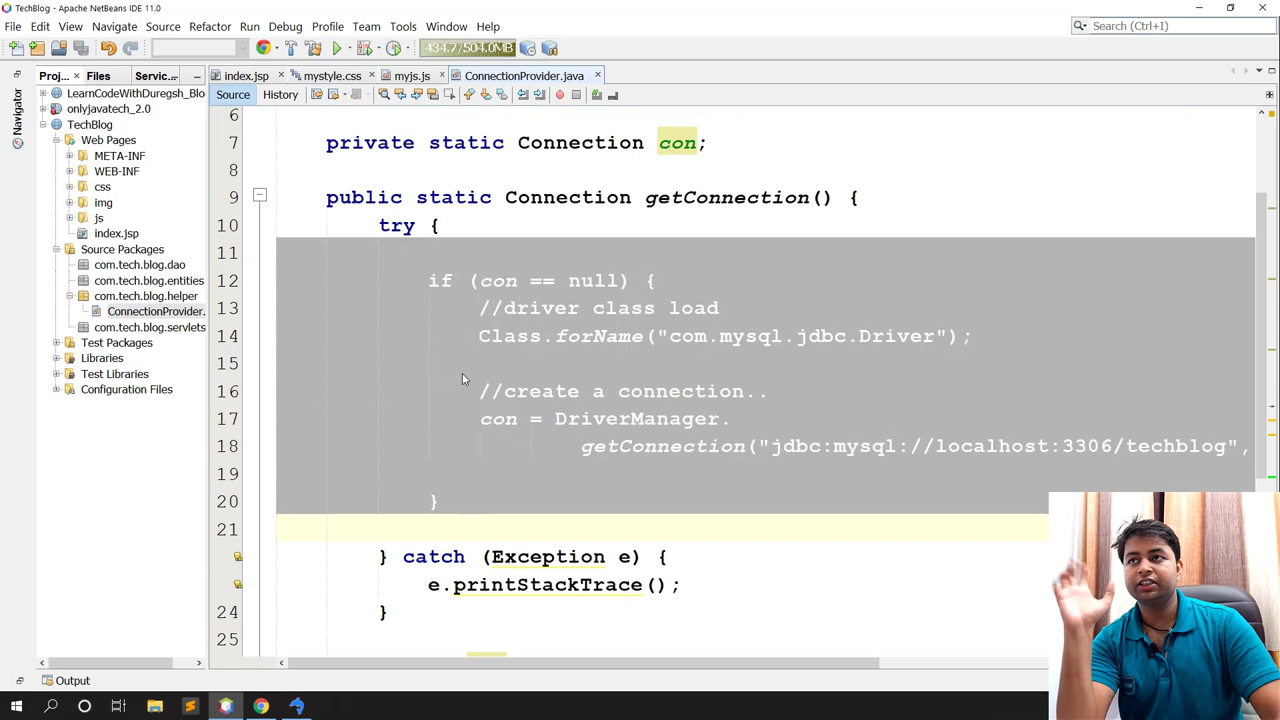 TechBlog - Apache NetBeans IDE 11.0
File Edit View Navigate Source Refactor Run Debug Profile Team Tools Window Help
Search (Ctrl+I)
434.7/504.0MB
Proj... Files Servic... index.jsp mystyle.css myjs.js ConnectionProvider.java
Source History
Navigator
LearnCodeWithDuregsh_Blo
onlyjavatech_2.0
TechBlog
Web Pages
META-INF
WEB-INF
css
img
js
index.jsp
Source Packages
com.tech.blog.dao
com.tech.blog.entities
com.tech.blog.helper
ConnectionProvider.
com.tech.blog.servlets
Test Packages
Libraries
Test Libraries
Configuration Files
6
7 private static Connection con;
8
9 public static Connection getConnection() {
10 try {
11
12 if (con == null) {
13 //driver class load
14 Class.forName("com.mysql.jdbc.Driver");
15
16 //create a connection..
17 con = DriverManager.
18 getConnection("jdbc:mysql://localhost:3306/techblog",
19
20 }
21
} catch (Exception e) {
e.printStackTrace();
24 }
25
Output